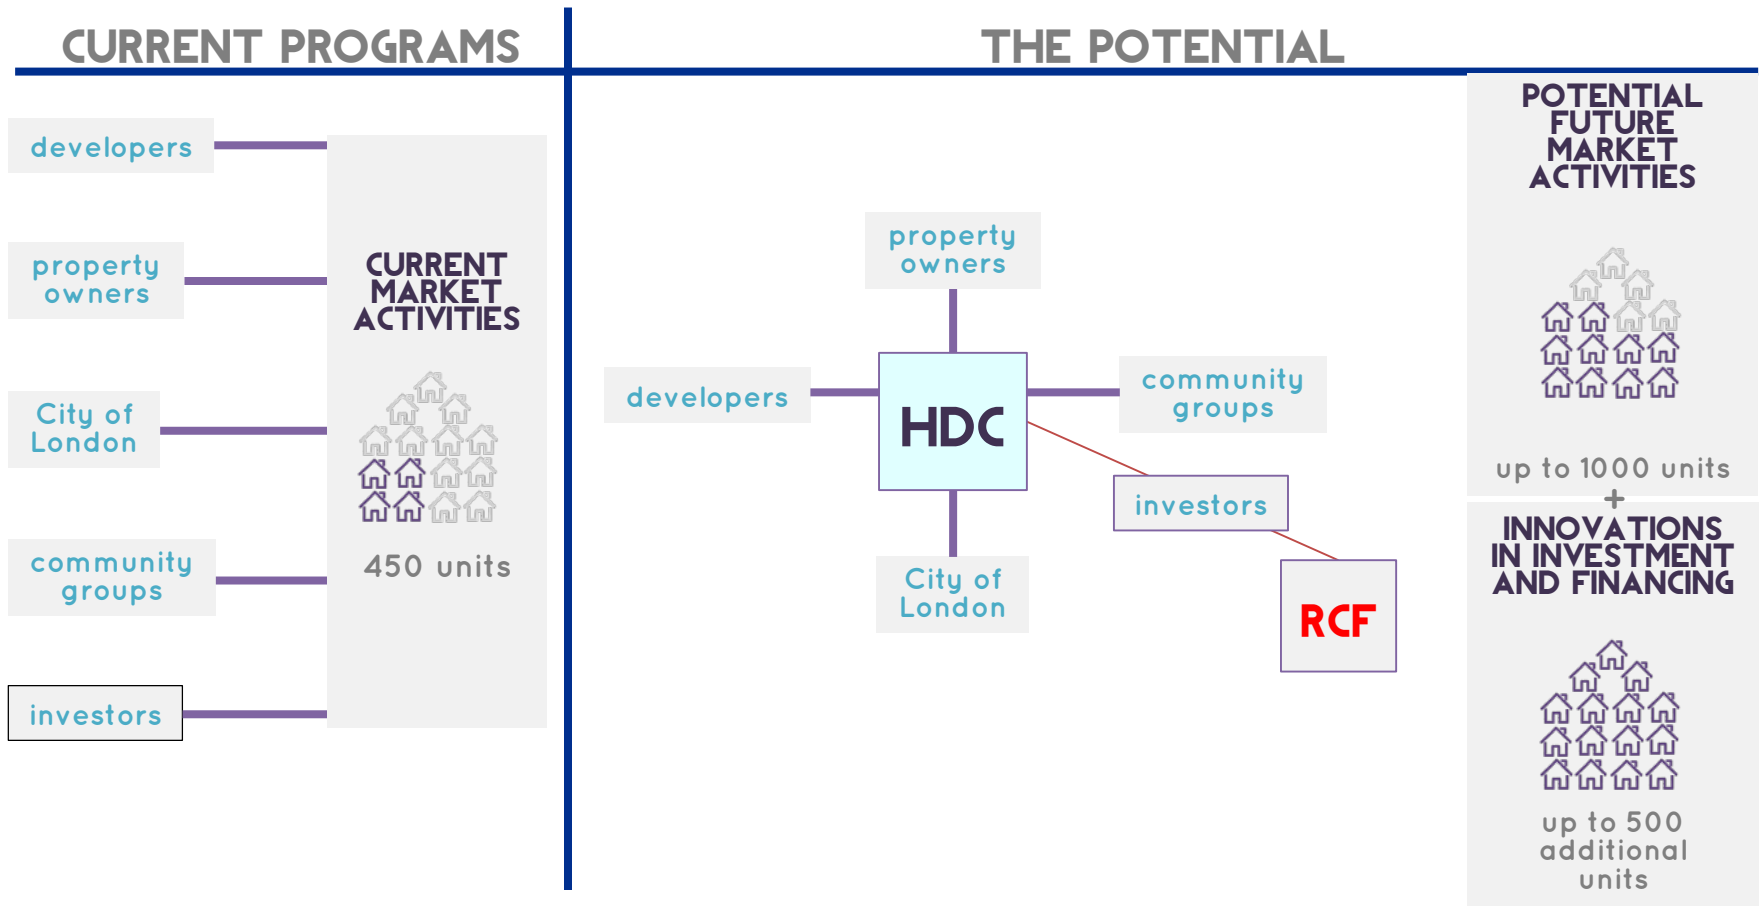 CURRENT PROGRAMS
developers
property
owners
City of
London
community
groups
investors
CURRENT
MARKET
ACTIVITIES
450 units
THE POTENTIAL
property
owners
developers
HDC
community
groups
investors
City of
London
RCF
POTENTIAL
FUTURE
MARKET
ACTIVITIES
up to 1000 units
+
INNOVATIONS
IN INVESTMENT
AND FINANCING
up to 500
additional
units